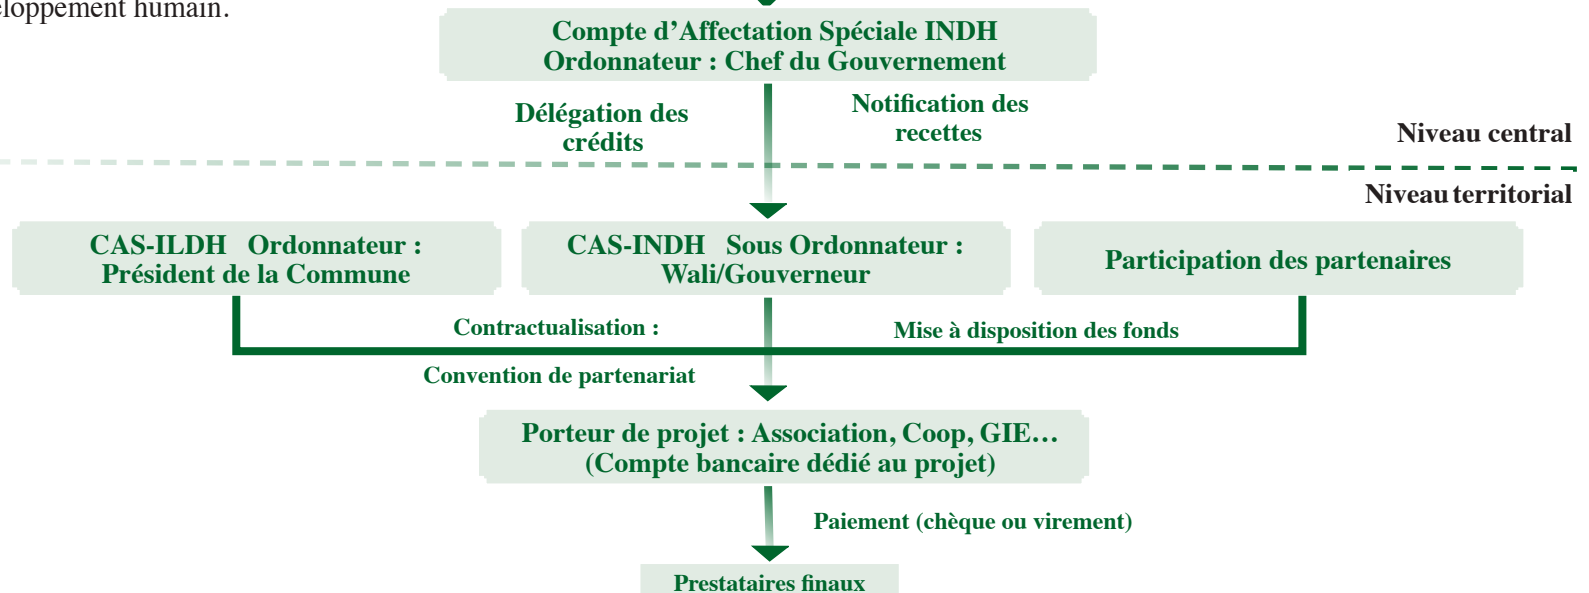 eloppement humain.
Compte d’Affectation Spéciale INDH
Ordonnateur : Chef du Gouvernement
Délégation des
crédits
Notification des
recettes
Niveau central
Niveau territorial
CAS-ILDH Ordonnateur :
Président de la Commune
CAS-INDH Sous Ordonnateur :
Wali/Gouverneur
Participation des partenaires
Contractualisation :
Mise à disposition des fonds
Convention de partenariat
Porteur de projet : Association, Coop, GIE…
(Compte bancaire dédié au projet)
Paiement (chèque ou virement)
Prestataires finaux